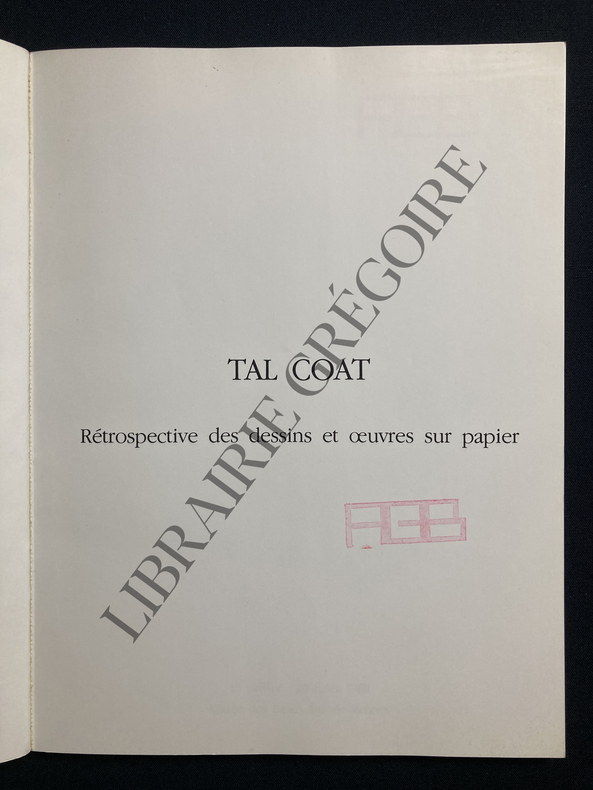 TAL COAT
Rétrospective des dessins et œuvres sur papier
LIBRAIRIE GRÉGOIRE